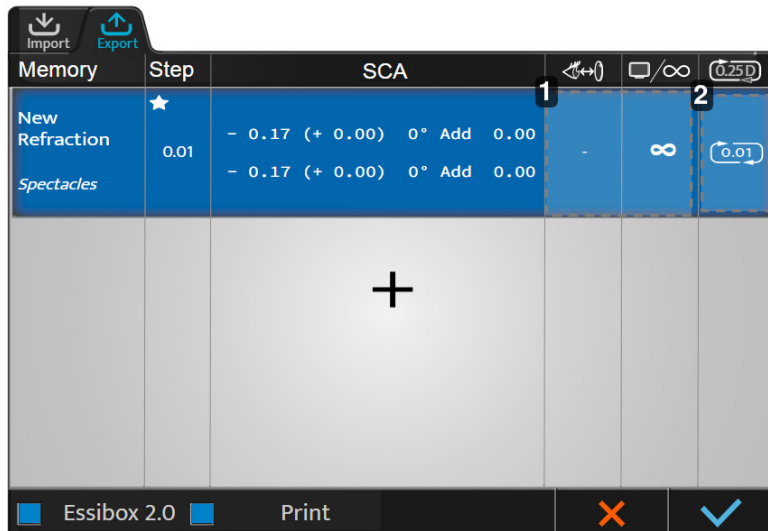 Import Export
Memory Step SCA /∞ 0.25D
1 2
New
Refraction
Spectacles
0.01
- 0.17 (+ 0.00) 0° Add 0.00
- 0.17 (+ 0.00) 0° Add 0.00
- ∞ 0.01
+
Essibox 2.0 Print